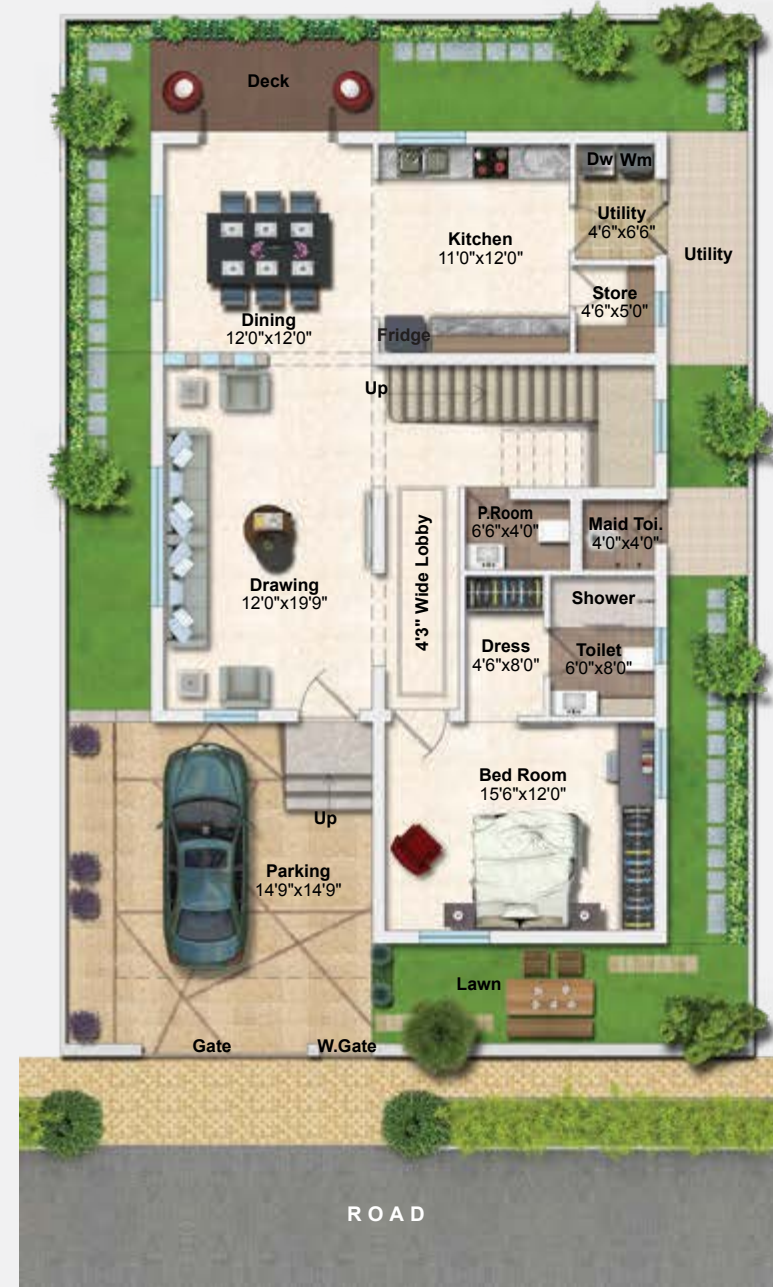 Deck
Dw Wm
Utility
4'6"x6'6"
Kitchen
11'0"x12'0"
Utility
Store
4'6"x5'0"
Dining
12'0"x12'0"
Fridge
Up
P.Room
6'6"x4'0"
Maid Toi.
4'0"x4'0"
4'3" Wide Lobby
Drawing
12'0"x19'9"
Shower
Dress
4'6"x8'0"
Toilet
6'0"x8'0"
Bed Room
15'6"x12'0"
Up
Parking
14'9"x14'9"
Lawn
Gate
W.Gate
ROAD